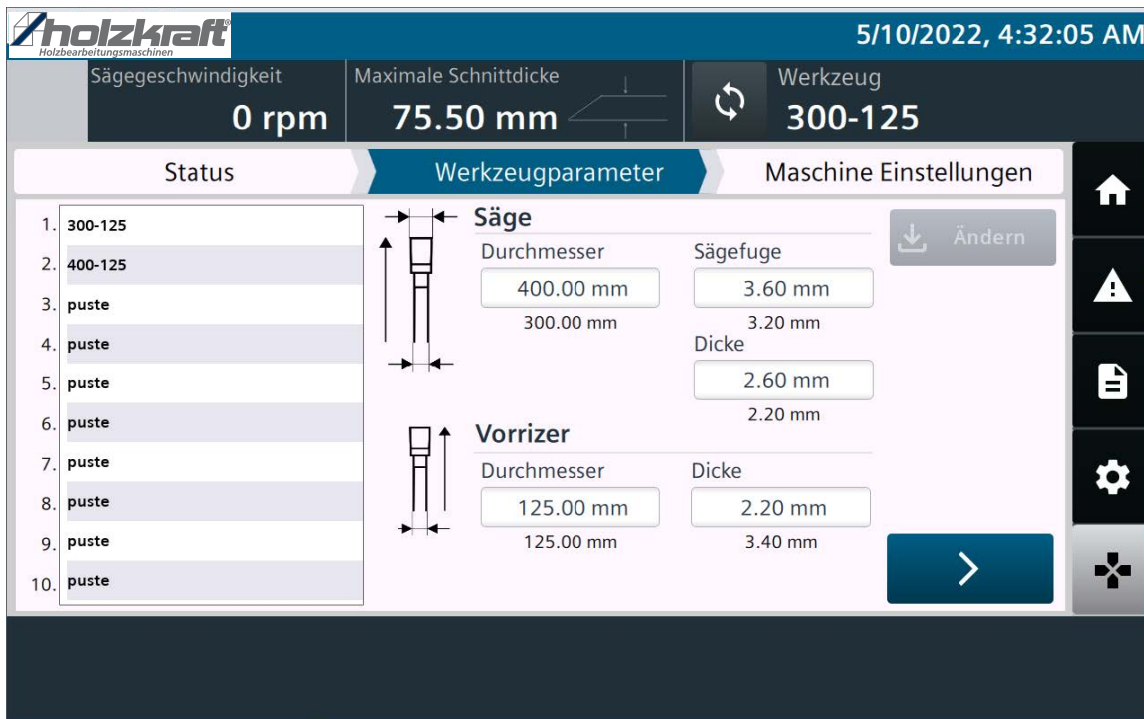 holzkraft®
Holzbearbeitungsmaschinen
5/10/2022, 4:32:05 AM
Sägegeschwindigkeit
0 rpm
Maximale Schnittdicke
75.50 mm
Werkzeug
300-125
Status
Werkzeugparameter
Maschine Einstellungen
1. 300-125
2. 400-125
3. puste
4. puste
5. puste
6. puste
7. puste
8. puste
9. puste
10. puste
Säge
Durchmesser
400.00 mm
300.00 mm
Sägefuge
3.60 mm
3.20 mm
Dicke
2.60 mm
2.20 mm
Vorrizer
Durchmesser
125.00 mm
125.00 mm
Dicke
2.20 mm
3.40 mm
Ändern